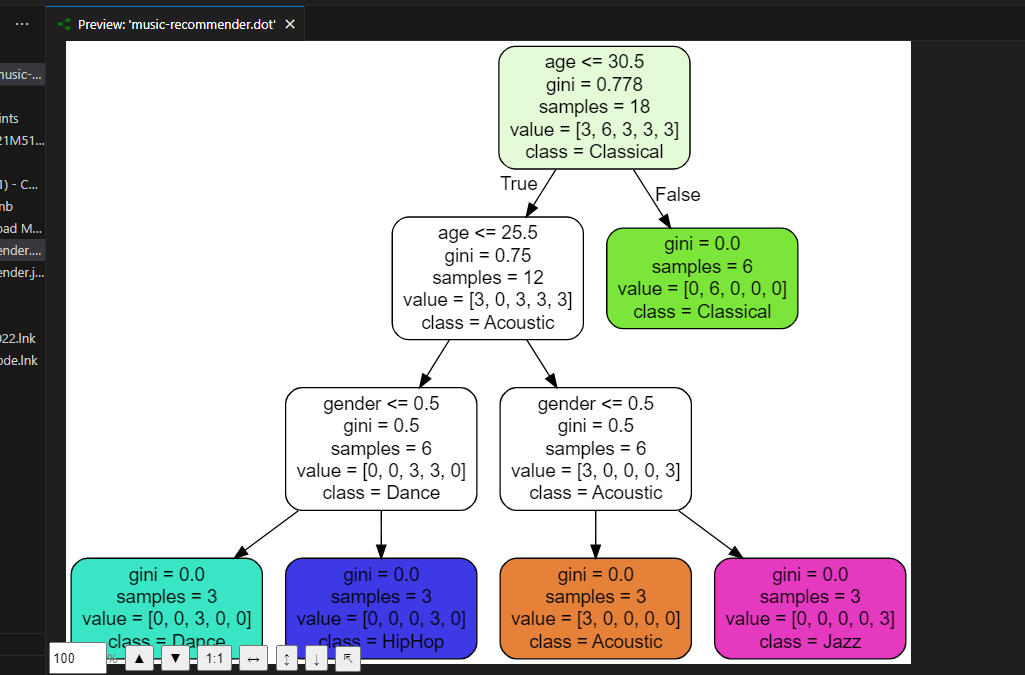 ...
Preview: 'music-recommender.dot' ×
music-...
ints
21M51...
1) - C...
nb
oad M...
ender....
ender.j...
022.lnk
ode.lnk
age <= 30.5
gini = 0.778
samples = 18
value = [3, 6, 3, 3, 3]
class = Classical
True
False
age <= 25.5
gini = 0.75
samples = 12
value = [3, 0, 3, 3, 3]
class = Acoustic
gini = 0.0
samples = 6
value = [0, 6, 0, 0, 0]
class = Classical
gender <= 0.5
gini = 0.5
samples = 6
value = [0, 0, 3, 3, 0]
class = Dance
gender <= 0.5
gini = 0.5
samples = 6
value = [3, 0, 0, 0, 3]
class = Acoustic
gini = 0.0
samples = 3
value = [0, 0, 3, 0, 0]
class = Dance
gini = 0.0
samples = 3
value = [0, 0, 0, 3, 0]
class = HipHop
gini = 0.0
samples = 3
value = [3, 0, 0, 0, 0]
class = Acoustic
gini = 0.0
samples = 3
value = [0, 0, 0, 0, 3]
class = Jazz
100 % ▲ ▼ 1:1 ↔ ↕ ↓ ↖